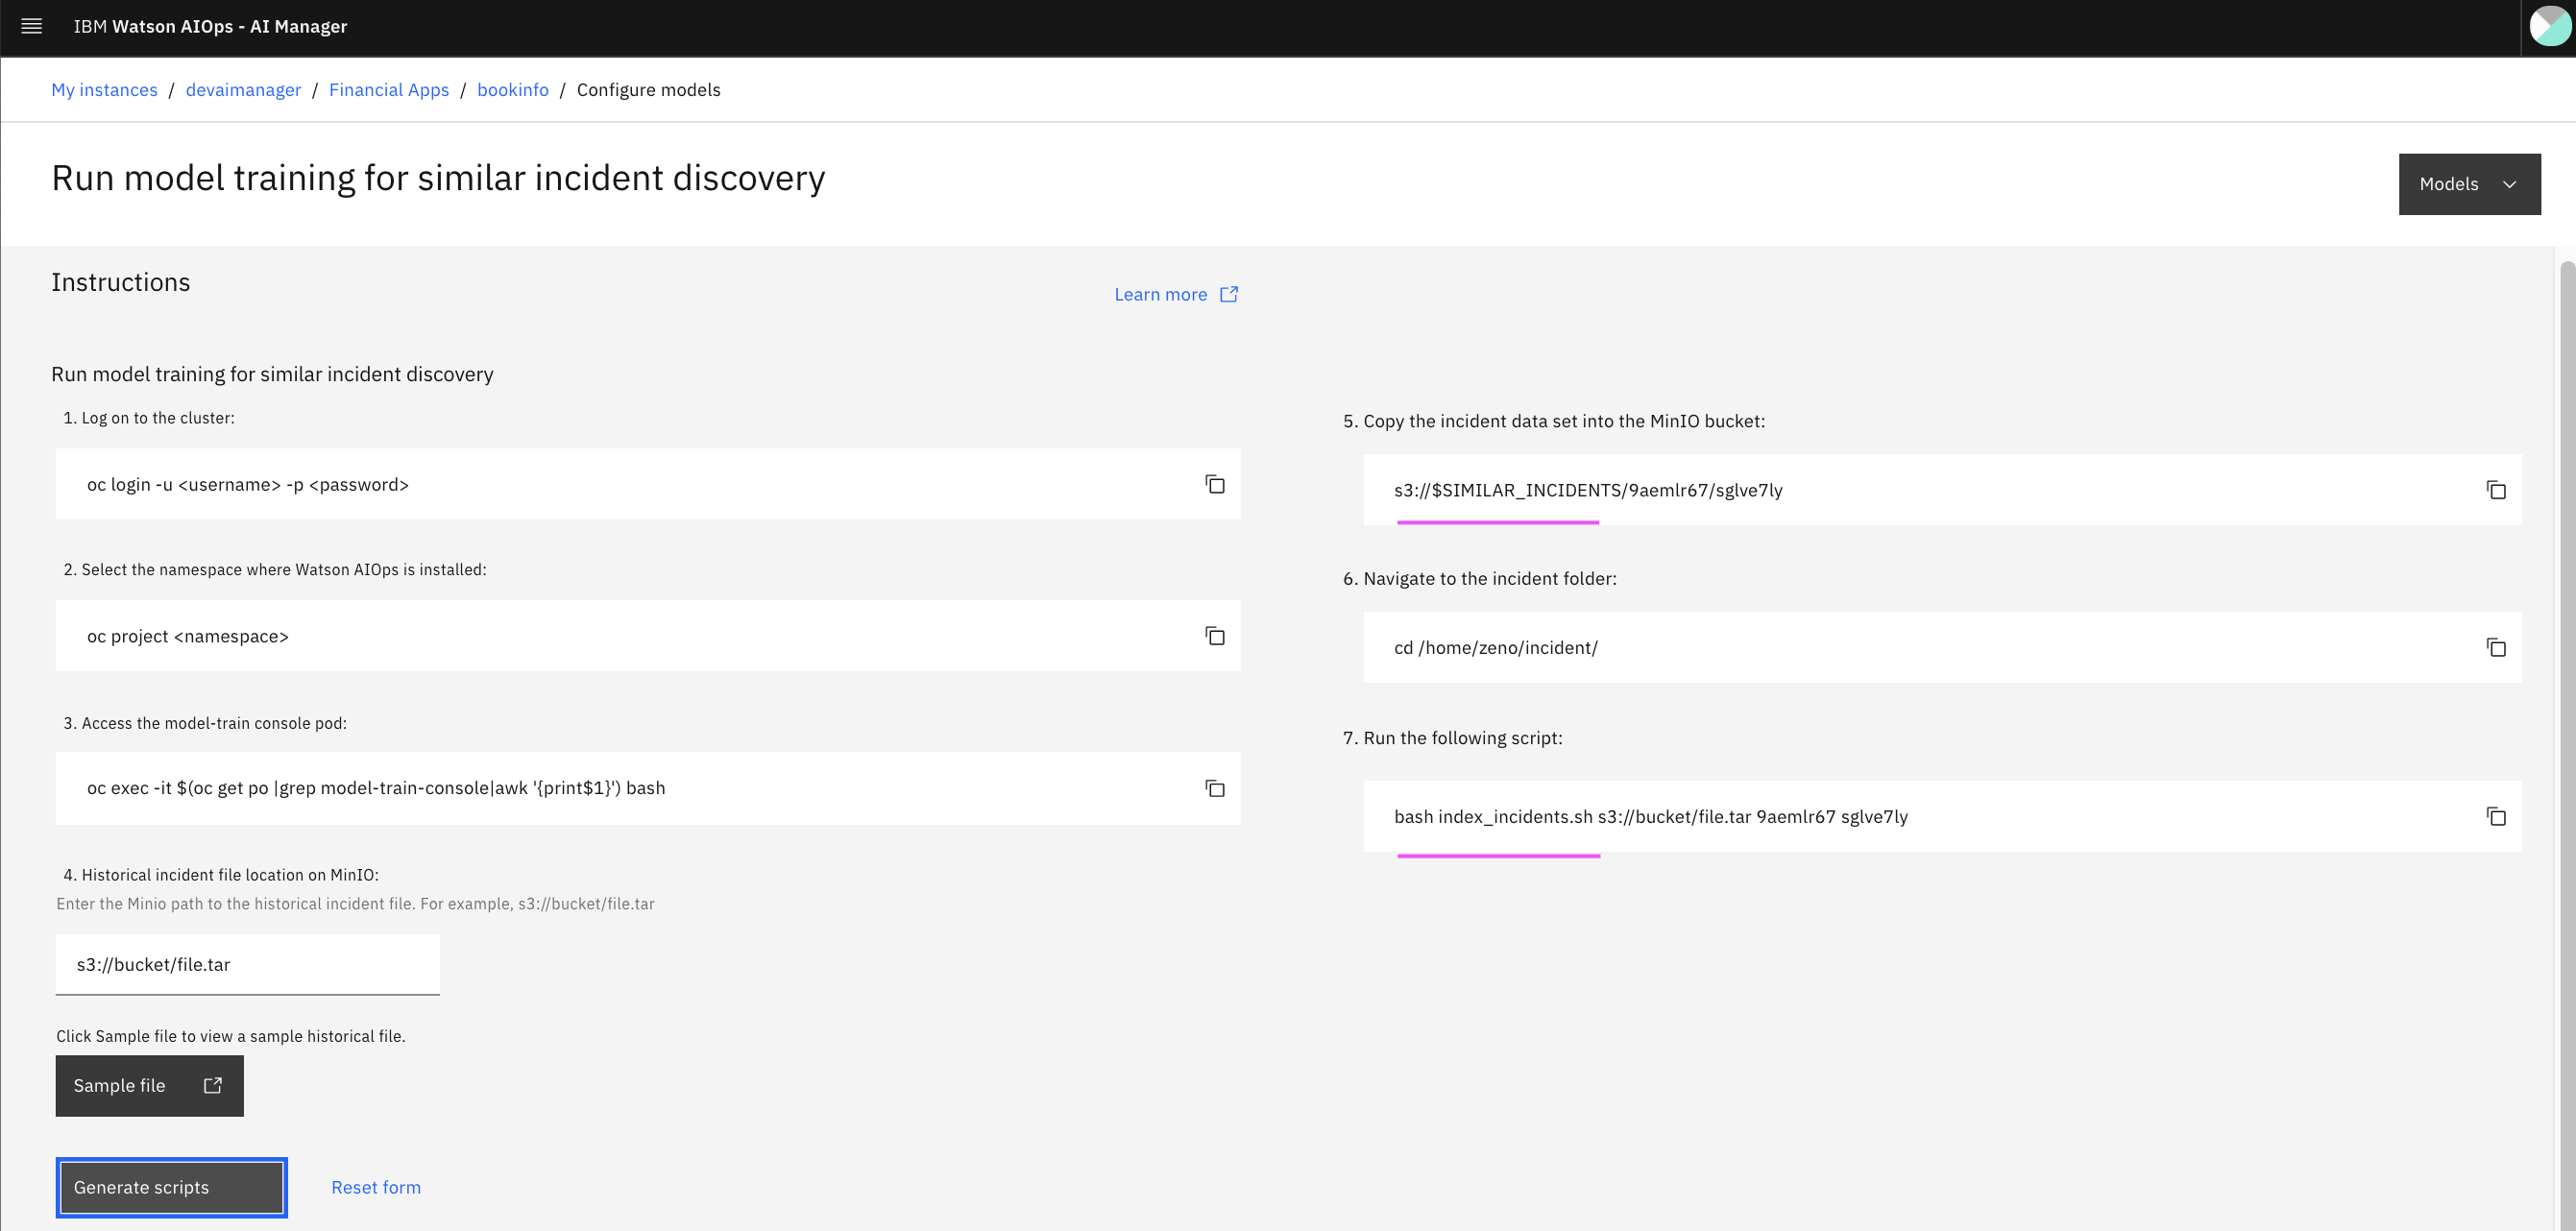 IBM Watson AIOps - AI Manager
My instances / devaimanager / Financial Apps / bookinfo / Configure models
Run model training for similar incident discovery
Models
Instructions
Learn more
Run model training for similar incident discovery
1. Log on to the cluster:
oc login -u <username> -p <password>
2. Select the namespace where Watson AIOps is installed:
oc project <namespace>
3. Access the model-train console pod:
oc exec -it $(oc get po |grep model-train-console|awk '{print$1}') bash
4. Historical incident file location on MinIO:
Enter the Minio path to the historical incident file. For example, s3://bucket/file.tar
s3://bucket/file.tar
Click Sample file to view a sample historical file.
Sample file
Generate scripts
Reset form
5. Copy the incident data set into the MinIO bucket:
s3://$SIMILAR_INCIDENTS/9aemlr67/sglve7ly
6. Navigate to the incident folder:
cd /home/zeno/incident/
7. Run the following script:
bash index_incidents.sh s3://bucket/file.tar 9aemlr67 sglve7ly